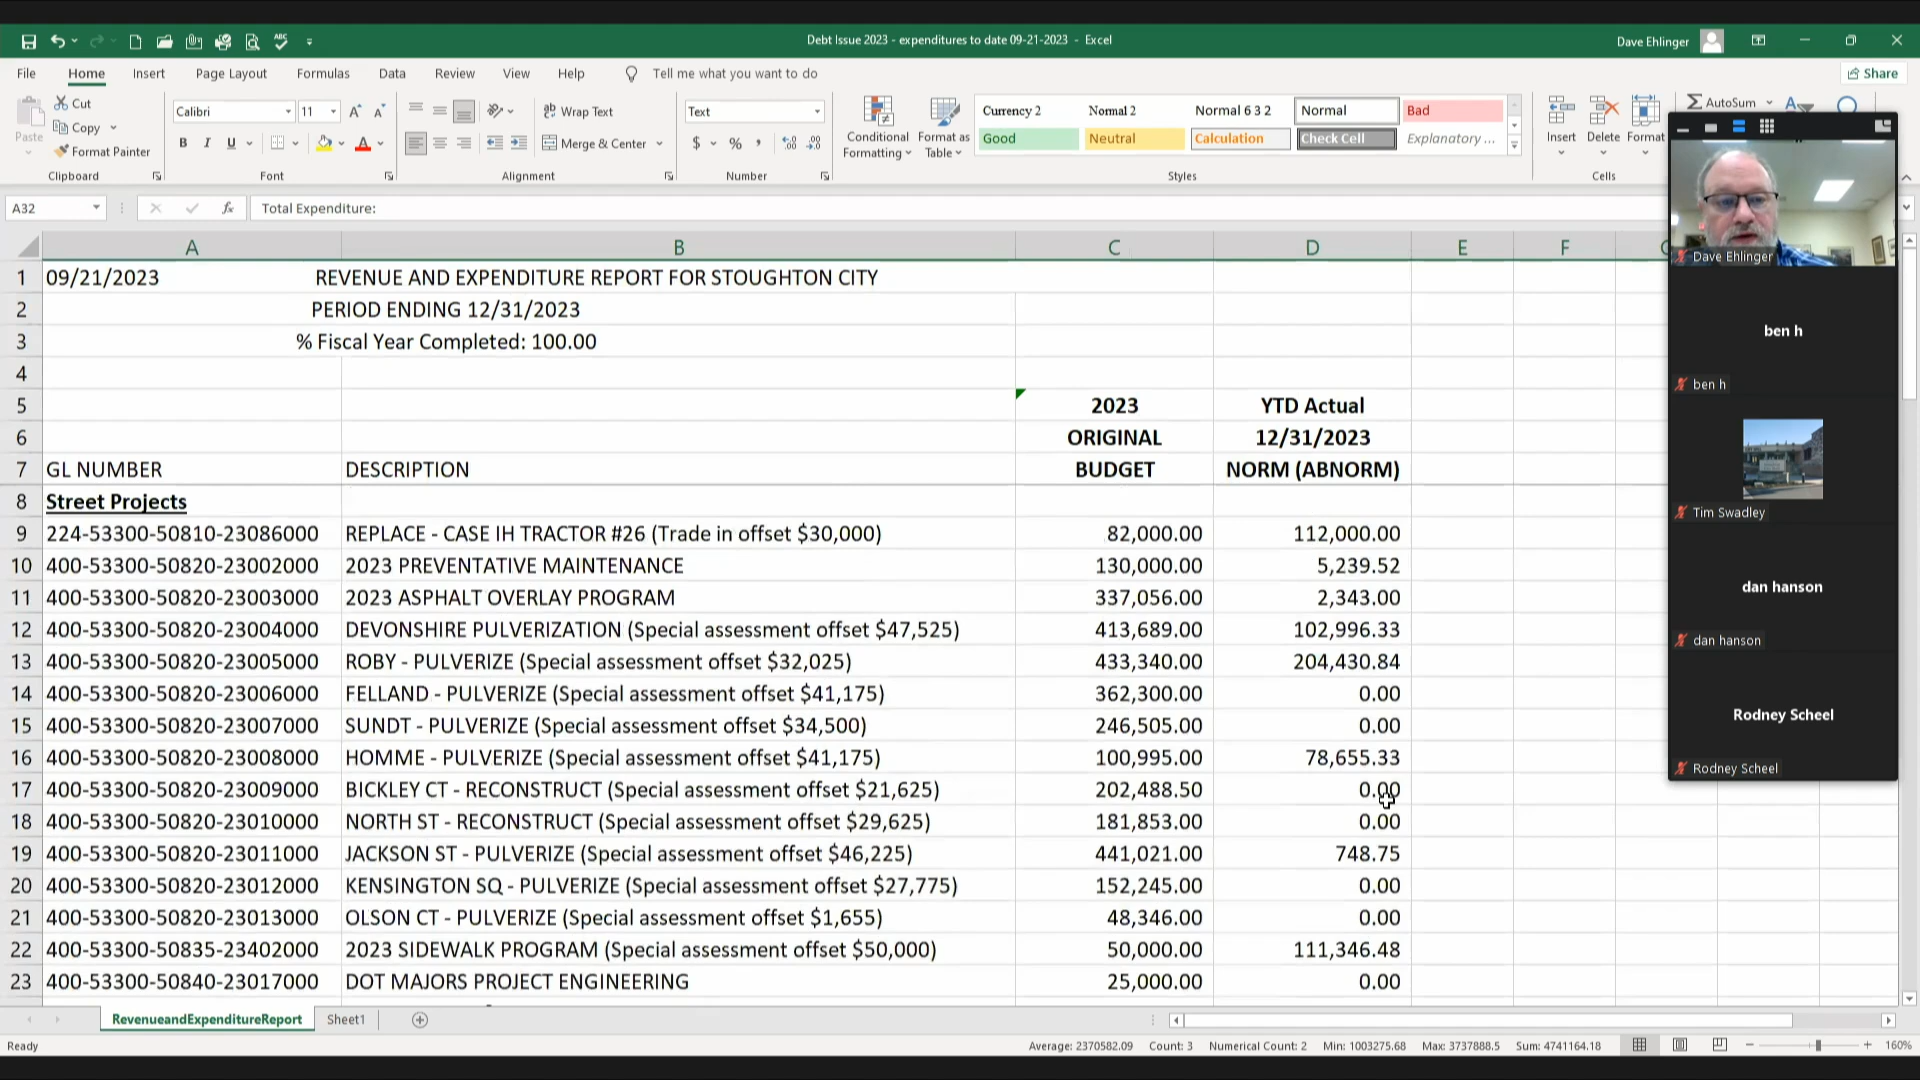 Debt Issue 2023 - expenditures to date 09-21-2023 - Excel
Dave Ehlinger
File Home Insert Page Layout Formulas Data Review View Help Tell me what you want to do
Share
Paste
Cut
Copy
Format Painter
Clipboard
Calibri 11
B I U
Font
Wrap Text
Merge & Center
Alignment
Text
$ % ,
Number
Conditional Formatting
Format as Table
Currency 2 Normal 2 Normal 6 3 2 Normal Bad
Good Neutral Calculation Check Cell Explanatory ...
Styles
Insert Delete Format
Cells
AutoSum
A32
fx
Total Expenditure:
A B C D E F
1 09/21/2023 REVENUE AND EXPENDITURE REPORT FOR STOUGHTON CITY
2 PERIOD ENDING 12/31/2023
3 % Fiscal Year Completed: 100.00
4
5 2023 YTD Actual
6 ORIGINAL 12/31/2023
7 GL NUMBER DESCRIPTION BUDGET NORM (ABNORM)
8 Street Projects
9 224-53300-50810-23086000 REPLACE - CASE IH TRACTOR #26 (Trade in offset $30,000) 82,000.00 112,000.00
10 400-53300-50820-23002000 2023 PREVENTATIVE MAINTENANCE 130,000.00 5,239.52
11 400-53300-50820-23003000 2023 ASPHALT OVERLAY PROGRAM 337,056.00 2,343.00
12 400-53300-50820-23004000 DEVONSHIRE PULVERIZATION (Special assessment offset $47,525) 413,689.00 102,996.33
13 400-53300-50820-23005000 ROBY - PULVERIZE (Special assessment offset $32,025) 433,340.00 204,430.84
14 400-53300-50820-23006000 FELLAND - PULVERIZE (Special assessment offset $41,175) 362,300.00 0.00
15 400-53300-50820-23007000 SUNDT - PULVERIZE (Special assessment offset $34,500) 246,505.00 0.00
16 400-53300-50820-23008000 HOMME - PULVERIZE (Special assessment offset $41,175) 100,995.00 78,655.33
17 400-53300-50820-23009000 BICKLEY CT - RECONSTRUCT (Special assessment offset $21,625) 202,488.50 0.00
18 400-53300-50820-23010000 NORTH ST - RECONSTRUCT (Special assessment offset $29,625) 181,853.00 0.00
19 400-53300-50820-23011000 JACKSON ST - PULVERIZE (Special assessment offset $46,225) 441,021.00 748.75
20 400-53300-50820-23012000 KENSINGTON SQ - PULVERIZE (Special assessment offset $27,775) 152,245.00 0.00
21 400-53300-50820-23013000 OLSON CT - PULVERIZE (Special assessment offset $1,655) 48,346.00 0.00
22 400-53300-50835-23402000 2023 SIDEWALK PROGRAM (Special assessment offset $50,000) 50,000.00 111,346.48
23 400-53300-50840-23017000 DOT MAJORS PROJECT ENGINEERING 25,000.00 0.00
Dave Ehlinger
ben h
ben h
Tim Swadley
dan hanson
dan hanson
Rodney Scheel
Rodney Scheel
RevenueandExpenditureReport Sheet1
Ready
Average: 2370582.09 Count: 3 Numerical Count: 2 Min: 1003275.68 Max: 3737888.5 Sum: 4741164.18
160%